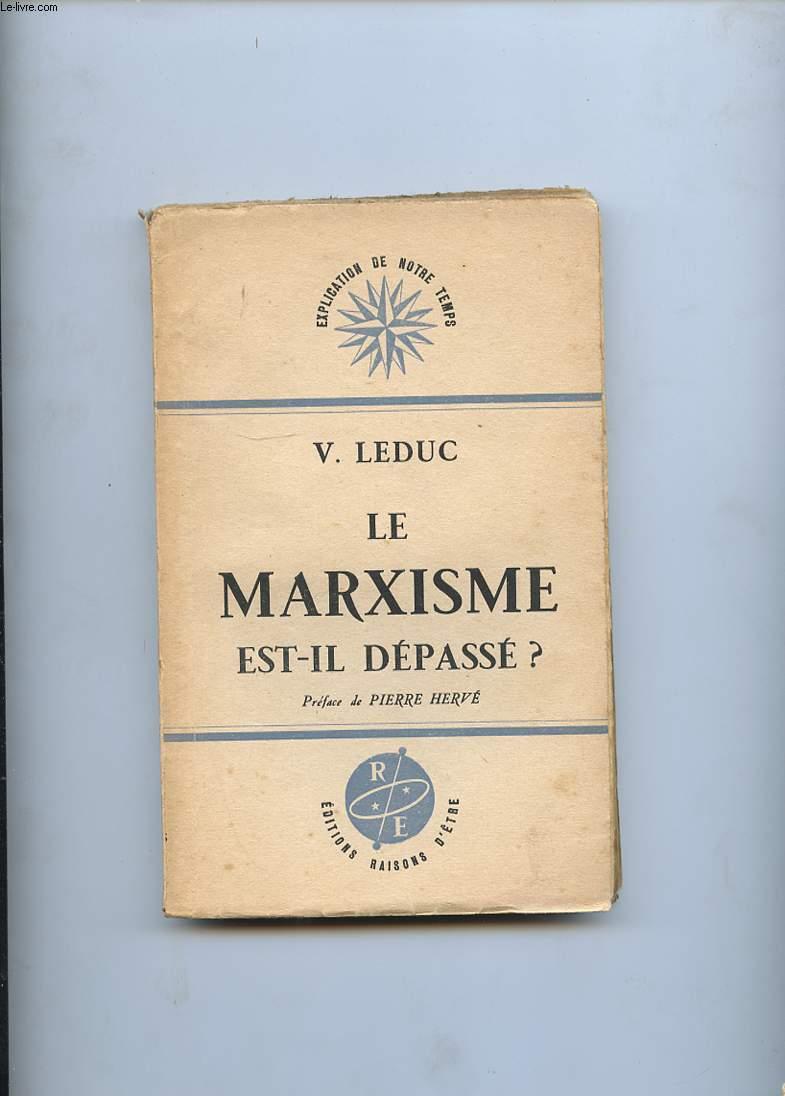 Le-livre.com
EXPLICATION DE NOTRE TEMPS
V. LEDUC
LE
MARXISME
EST-IL DÉPASSÉ ?
Préface de PIERRE HERVÉ
R
E
ÉDITIONS RAISONS D'ÊTRE